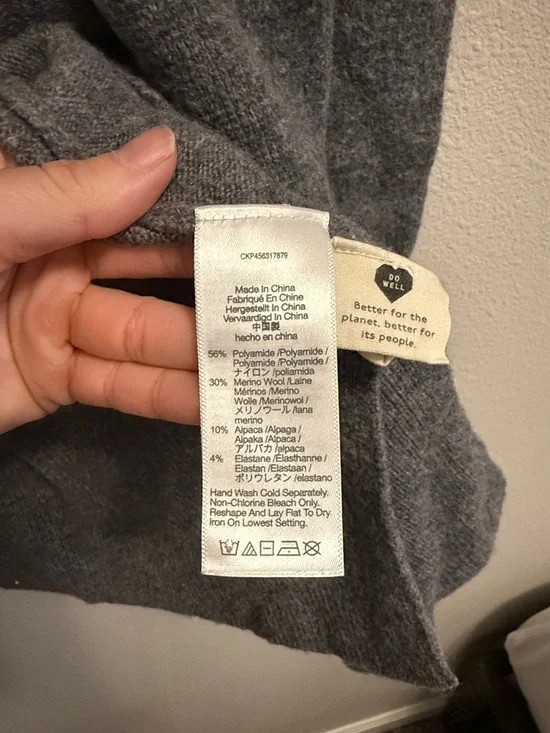 CKP456317879
Made In China
Fabriqué En Chine
Hergestellt In China
Vervaardigd In China
中国製
hecho en china
56% Polyamide /Polyamide /
Polyamide /Polyamide /
ナイロン /poliamida
30% Merino Wool /Laine
Mérinos /Merino
Wolle /Merinowol /
メリノウール /lana
merino
10% Alpaca /Alpaga /
Alpaka /Alpaca /
アルパカ /alpaca
4% Elastane /Élasthanne /
Elastan /Elastaan /
ポリウレタン /elastano
Hand Wash Cold Separately.
Non-Chlorine Bleach Only.
Reshape And Lay Flat To Dry.
Iron On Lowest Setting.
DO
WELL
Better for the
planet, better for
its people.